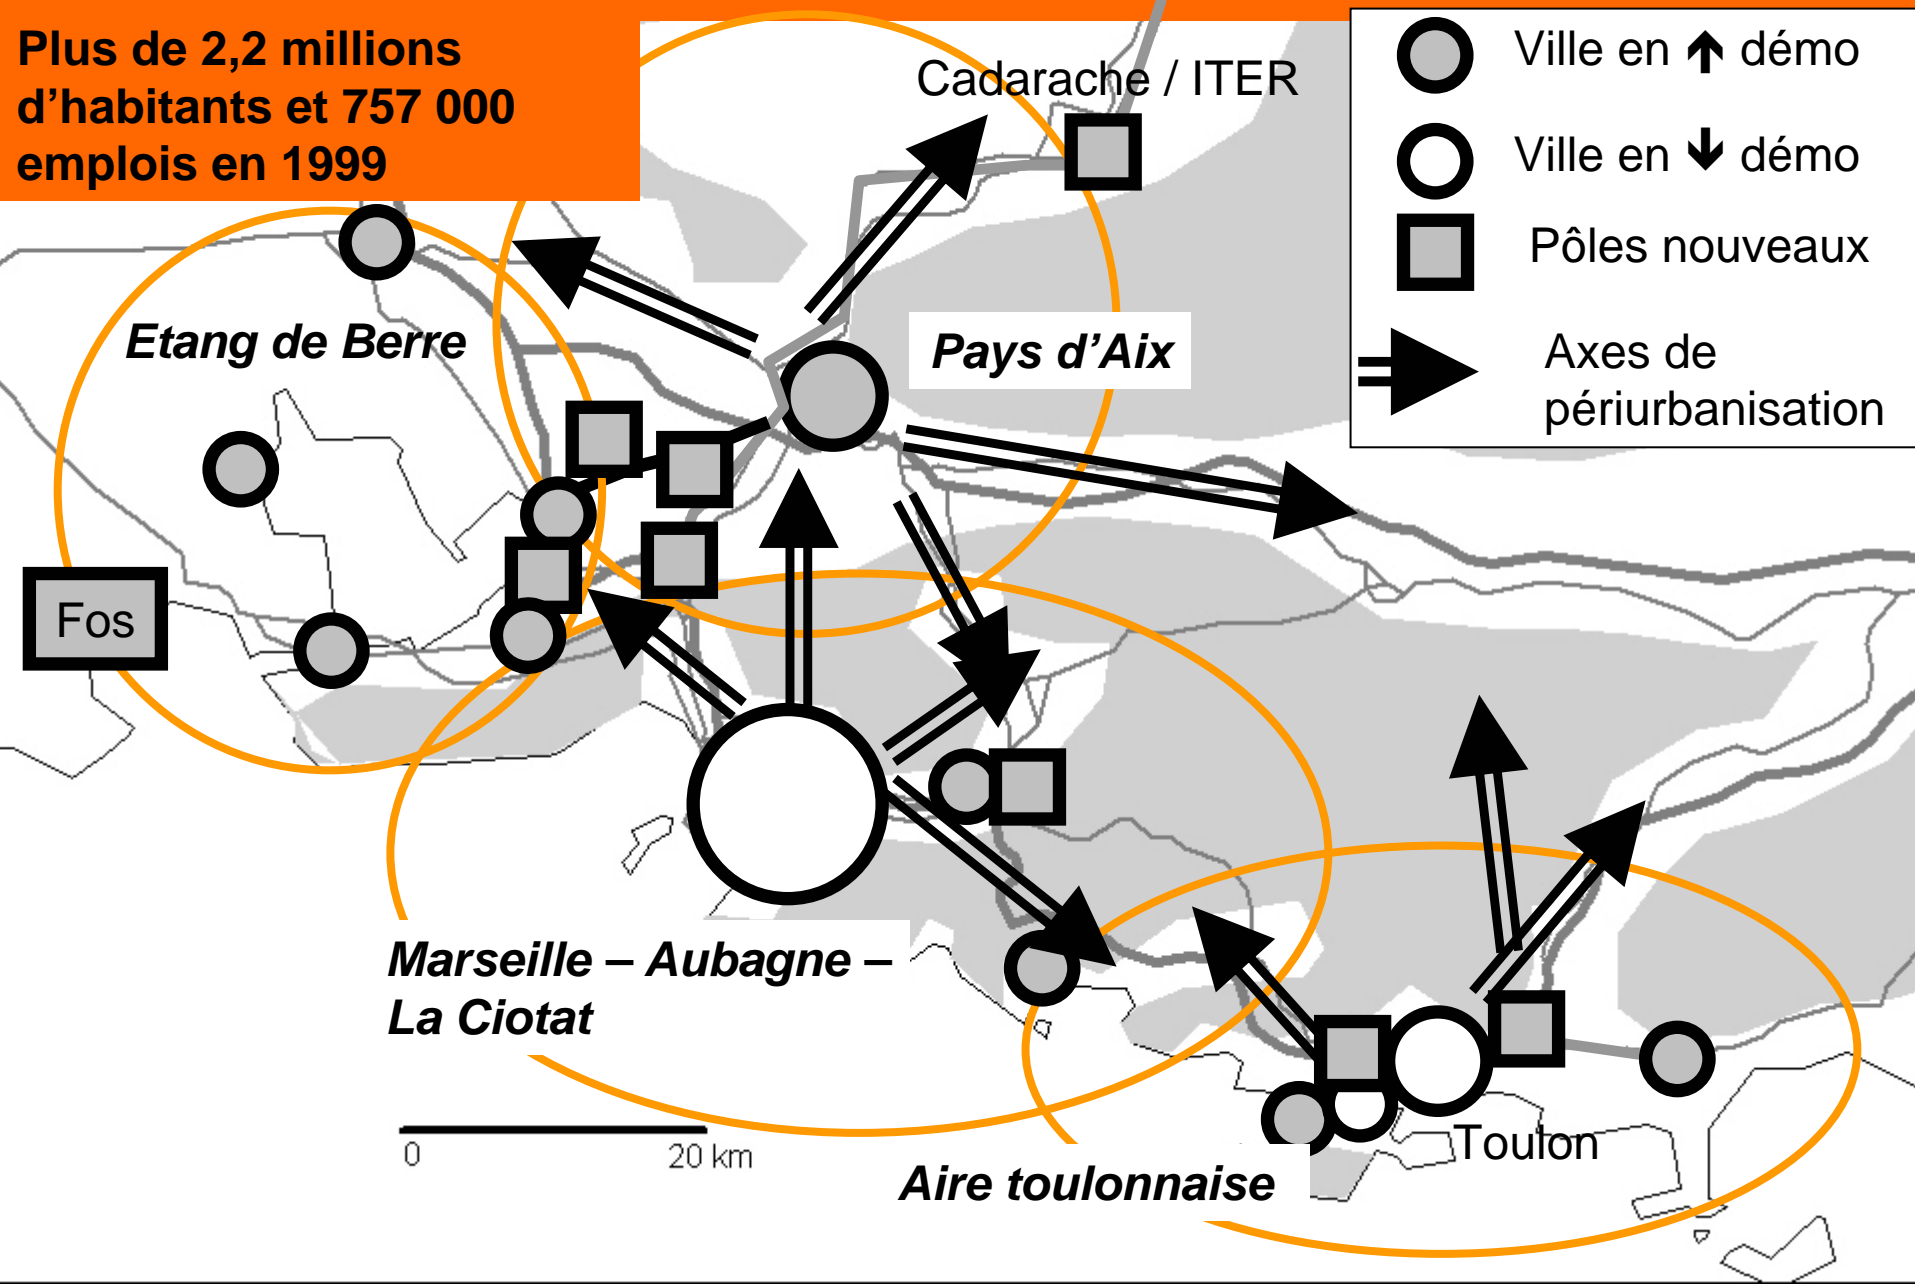 Plus de 2,2 millions
d’habitants et 757 000
emplois en 1999
Cadarache / ITER
Ville en ↑ démo
Ville en ↓ démo
Pôles nouveaux
Axes de
périurbanisation
Etang de Berre
Pays d’Aix
Fos
Marseille – Aubagne –
La Ciotat
0 20 km
Toulon
Aire toulonnaise